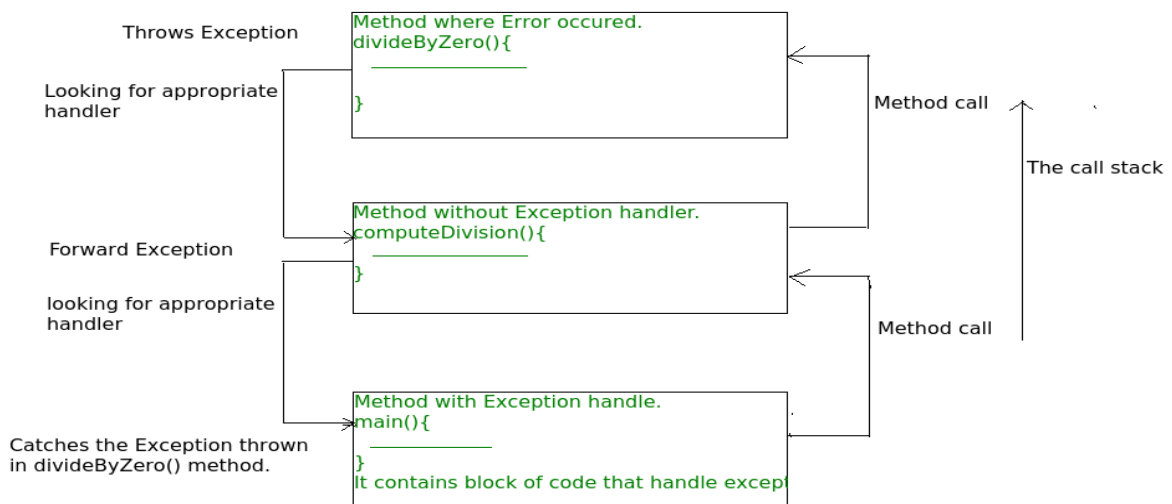 Throws Exception
Looking for appropriate
handler
Method where Error occured.
divideByZero(){
}
Method call
The call stack
Forward Exception
looking for appropriate
handler
Method without Exception handler.
computeDivision(){
}
Method call
Catches the Exception thrown
in divideByZero() method.
Method with Exception handle.
main(){
}
It contains block of code that handle except